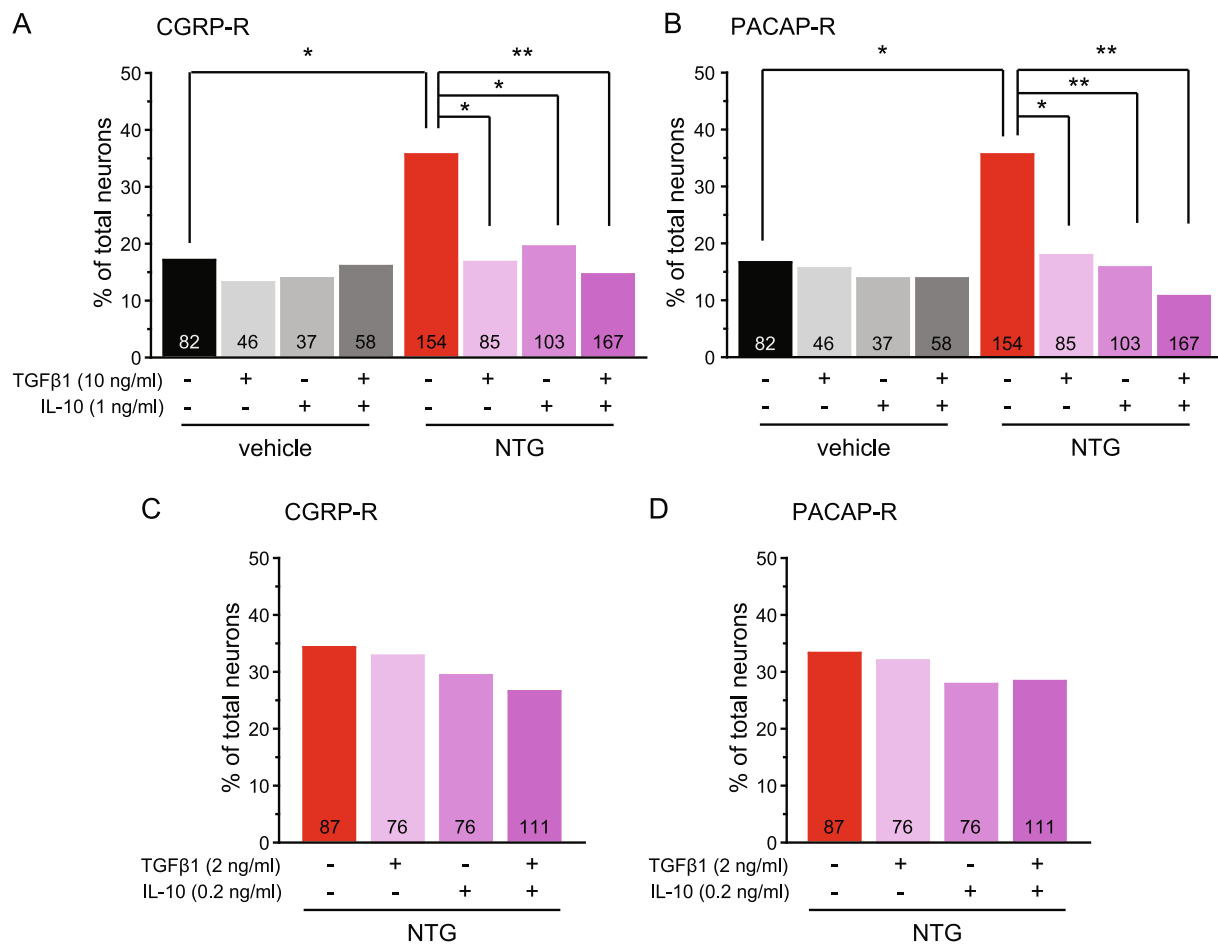 A
CGRP-R
% of total neurons
50
40
30
20
10
0
* ** * *
82 46 37 58 154 85 103 167
TGFβ1 (10 ng/ml) - + - + - + - +
IL-10 (1 ng/ml) - - + + - - + +
vehicle NTG
B
PACAP-R
% of total neurons
50
40
30
20
10
0
* ** ** *
82 46 37 58 154 85 103 167
- + - + - + - +
- - + + - - + +
vehicle NTG
C
CGRP-R
% of total neurons
50
40
30
20
10
0
87 76 76 111
TGFβ1 (2 ng/ml) - + - +
IL-10 (0.2 ng/ml) - - + +
NTG
D
PACAP-R
% of total neurons
50
40
30
20
10
0
87 76 76 111
TGFβ1 (2 ng/ml) - + - +
IL-10 (0.2 ng/ml) - - + +
NTG